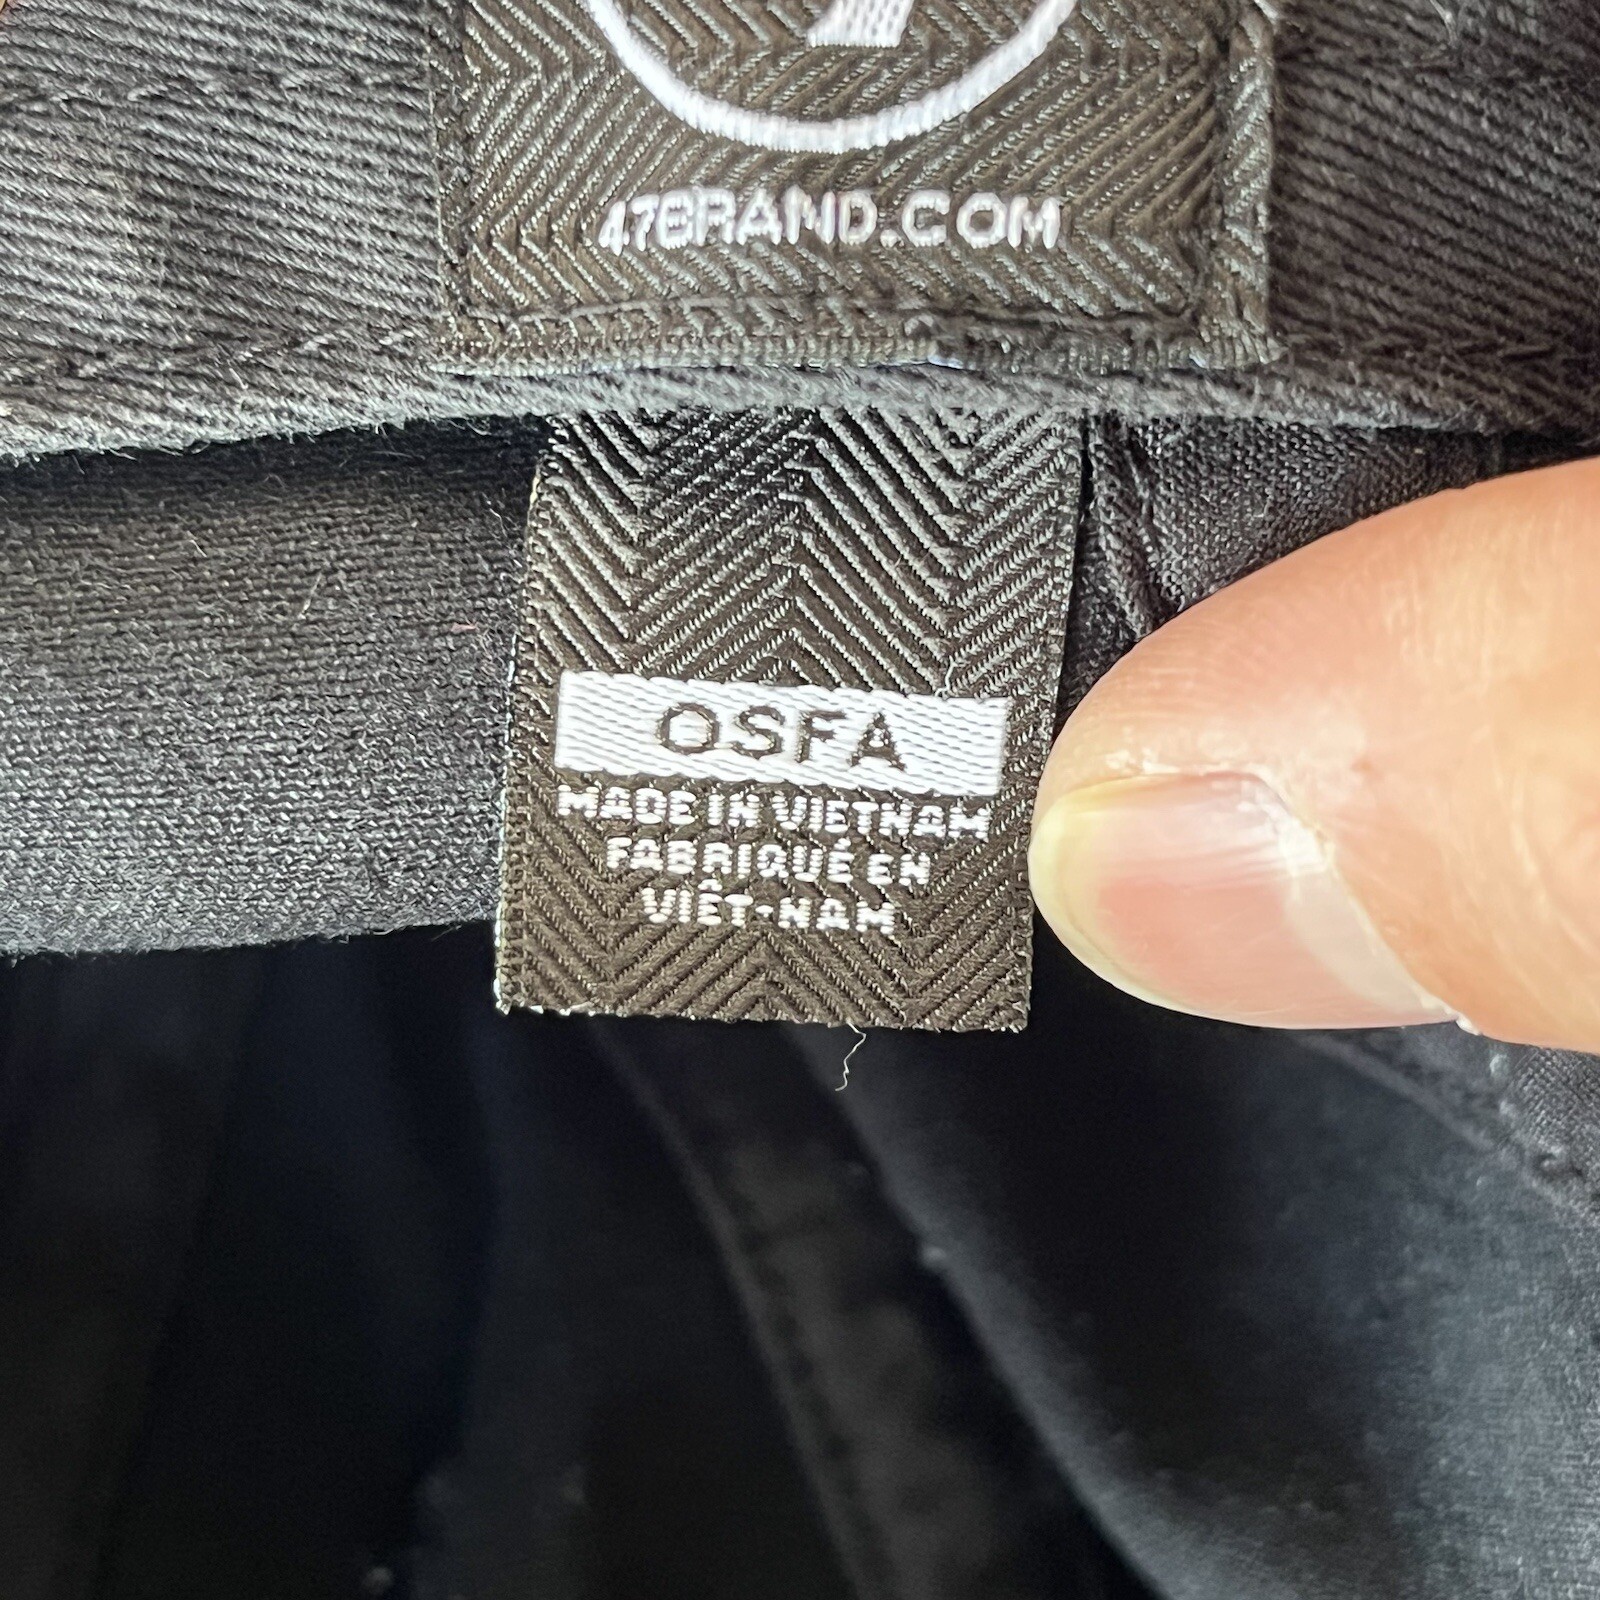 47BRAND.COM
OSFA
MADE IN VIETNAM
FABRIQUÉ EN
VIÊT-NAM